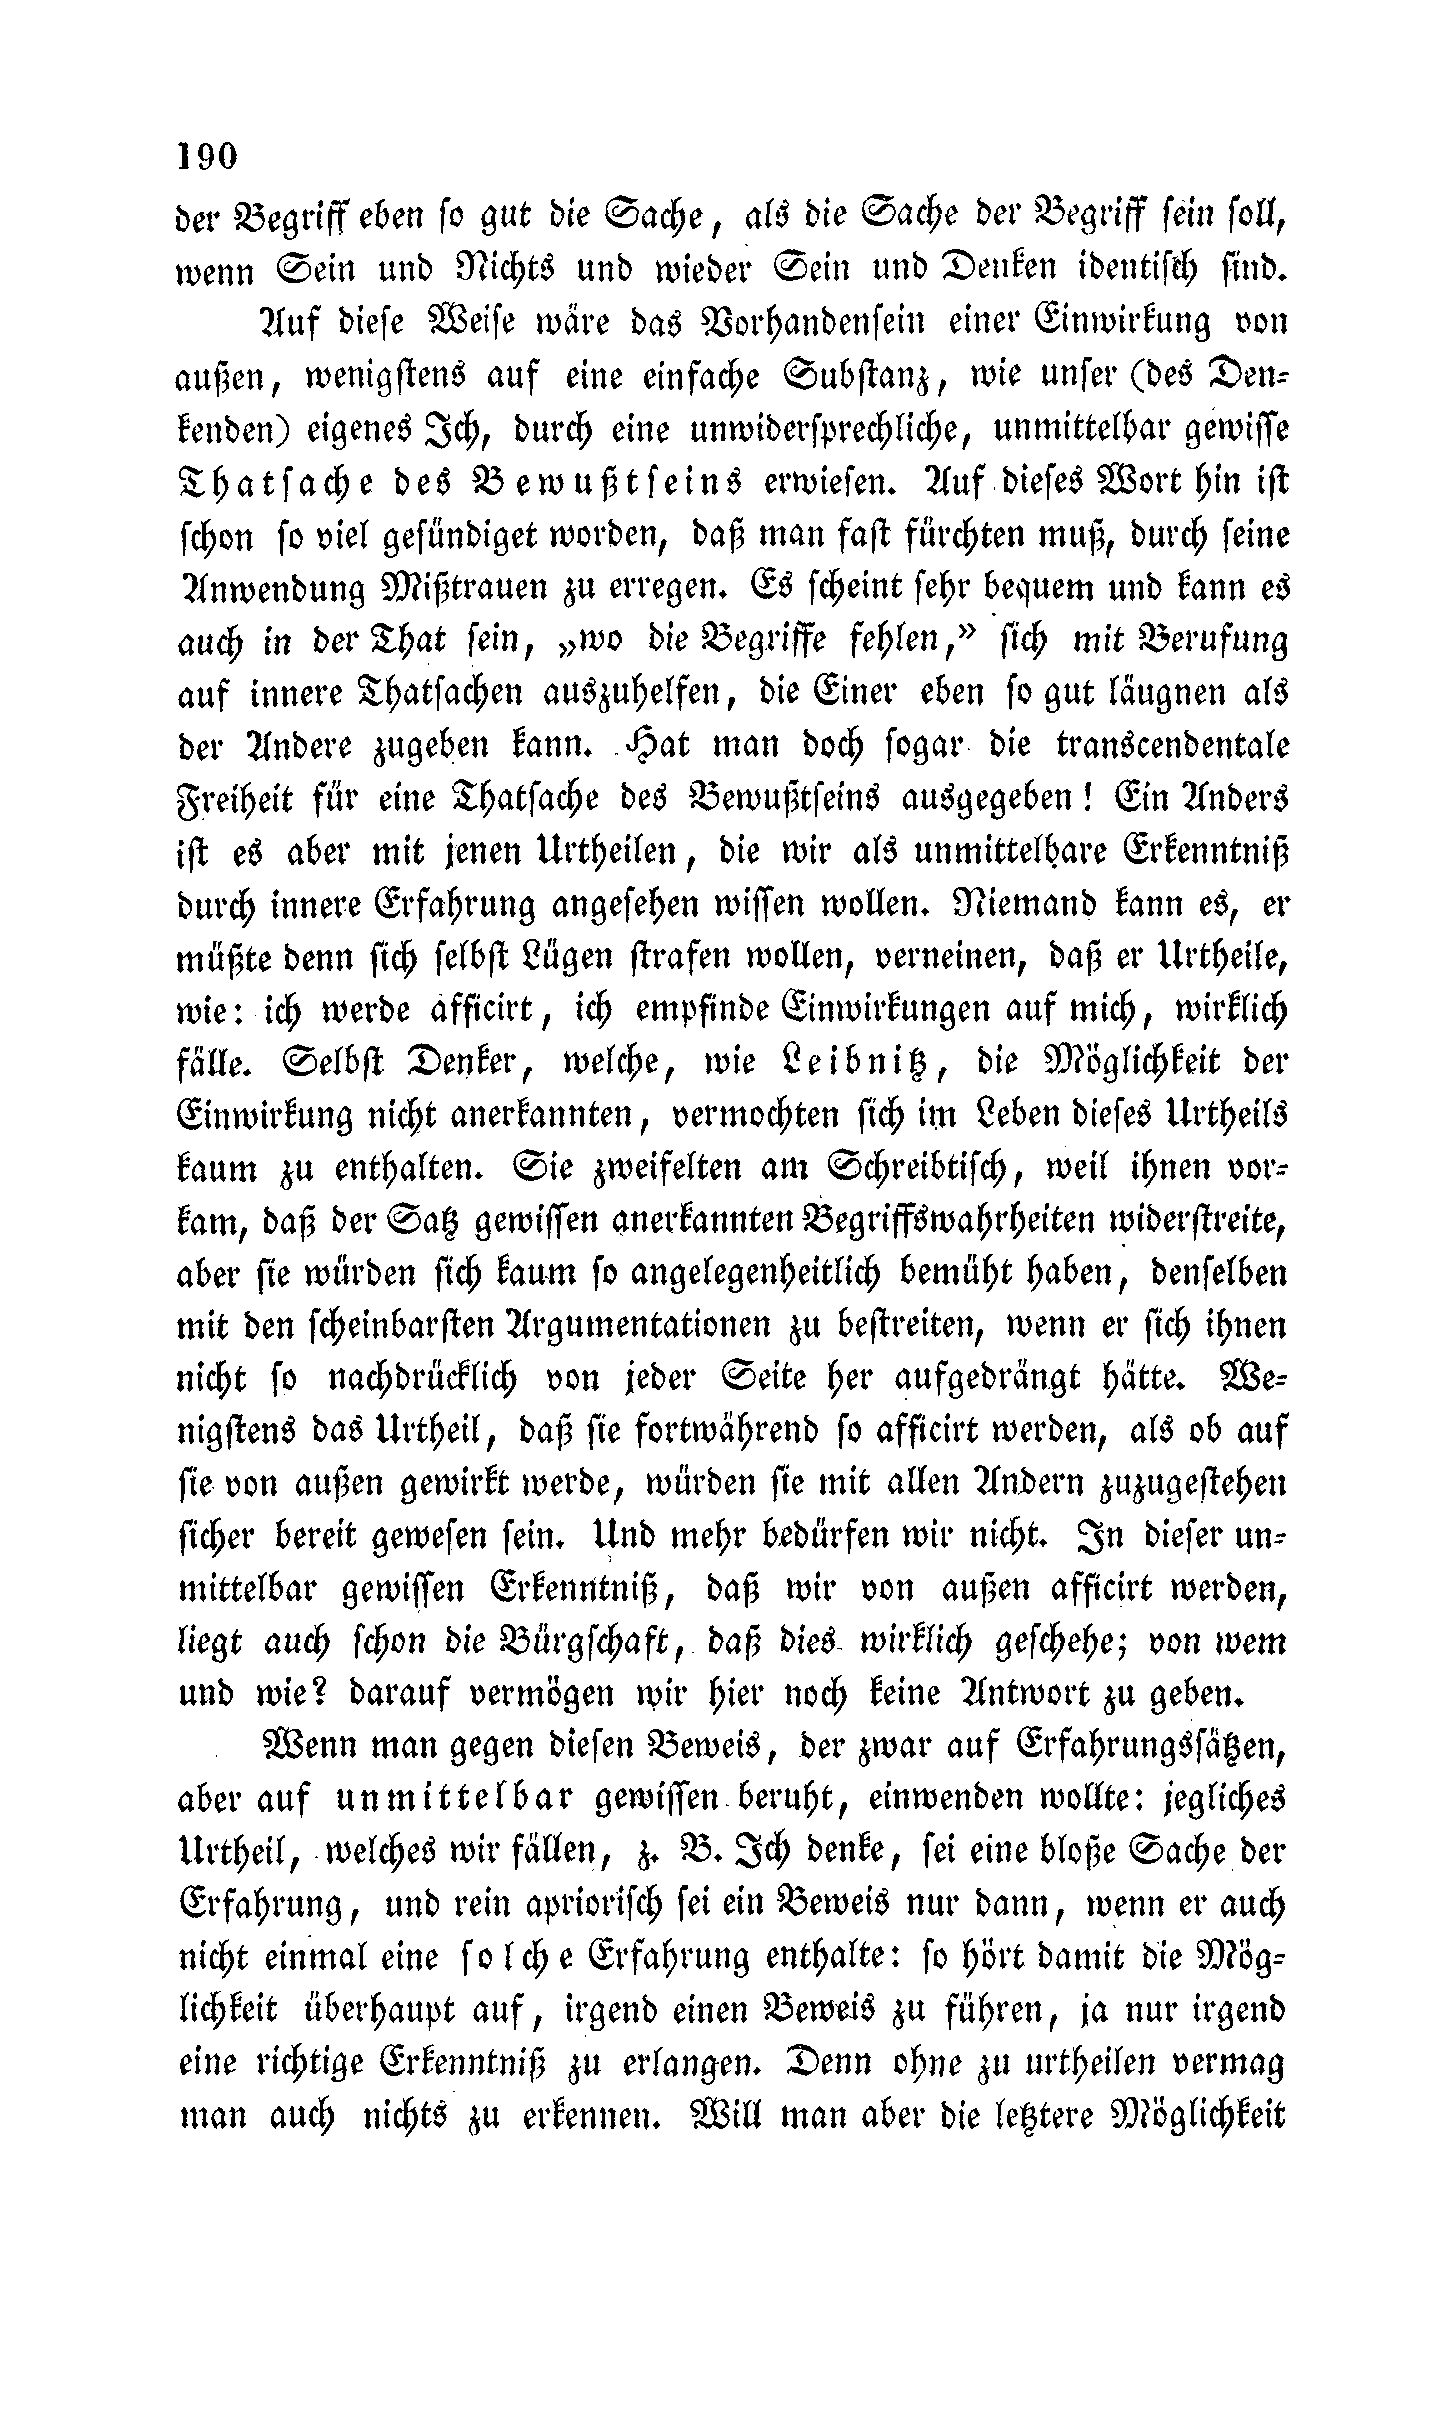 190
der Begriff eben so gut die Sache, als die Sache der Begriff sein soll,
wenn Sein und Nichts und wieder Sein und Denken identisch sind.
Auf diese Weise wäre das Vorhandensein einer Einwirkung von
außen, wenigstens auf eine einfache Substanz, wie unser (des Den-
kenden) eigenes Ich, durch eine unwidersprechliche, unmittelbar gewisse
Thatsache des Bewußtseins erwiesen. Auf dieses Wort hin ist
schon so viel gesündiget worden, daß man fast fürchten muß, durch seine
Anwendung Mißtrauen zu erregen. Es scheint sehr bequem und kann es
auch in der That sein, „wo die Begriffe fehlen,” sich mit Berufung
auf innere Thatsachen auszuhelfen, die Einer eben so gut läugnen als
der Andere zugeben kann. Hat man doch sogar die transcendentale
Freiheit für eine Thatsache des Bewußtseins ausgegeben! Ein Anders
ist es aber mit jenen Urtheilen, die wir als unmittelbare Erkenntniß
durch innere Erfahrung angesehen wissen wollen. Niemand kann es, er
müßte denn sich selbst Lügen strafen wollen, verneinen, daß er Urtheile,
wie: ich werde afficirt, ich empfinde Einwirkungen auf mich, wirklich
fälle. Selbst Denker, welche, wie Leibnitz, die Möglichkeit der
Einwirkung nicht anerkannten, vermochten sich im Leben dieses Urtheils
kaum zu enthalten. Sie zweifelten am Schreibtisch, weil ihnen vor-
kam, daß der Satz gewissen anerkannten Begriffswahrheiten widerstreite,
aber sie würden sich kaum so angelegenheitlich bemüht haben, denselben
mit den scheinbarsten Argumentationen zu bestreiten, wenn er sich ihnen
nicht so nachdrücklich von jeder Seite her aufgedrängt hätte. We-
nigstens das Urtheil, daß sie fortwährend so afficirt werden, als ob auf
sie von außen gewirkt werde, würden sie mit allen Andern zuzugestehen
sicher bereit gewesen sein. Und mehr bedürfen wir nicht. In dieser un-
mittelbar gewissen Erkenntniß, daß wir von außen afficirt werden,
liegt auch schon die Bürgschaft, daß dies wirklich geschehe; von wem
und wie? darauf vermögen wir hier noch keine Antwort zu geben.
Wenn man gegen diesen Beweis, der zwar auf Erfahrungssätzen,
aber auf unmittelbar gewissen beruht, einwenden wollte: jegliches
Urtheil, welches wir fällen, z. B. Ich denke, sei eine bloße Sache der
Erfahrung, und rein apriorisch sei ein Beweis nur dann, wenn er auch
nicht einmal eine solche Erfahrung enthalte: so hört damit die Mög-
lichkeit überhaupt auf, irgend einen Beweis zu führen, ja nur irgend
eine richtige Erkenntniß zu erlangen. Denn ohne zu urtheilen vermag
man auch nichts zu erkennen. Will man aber die letztere Möglichkeit